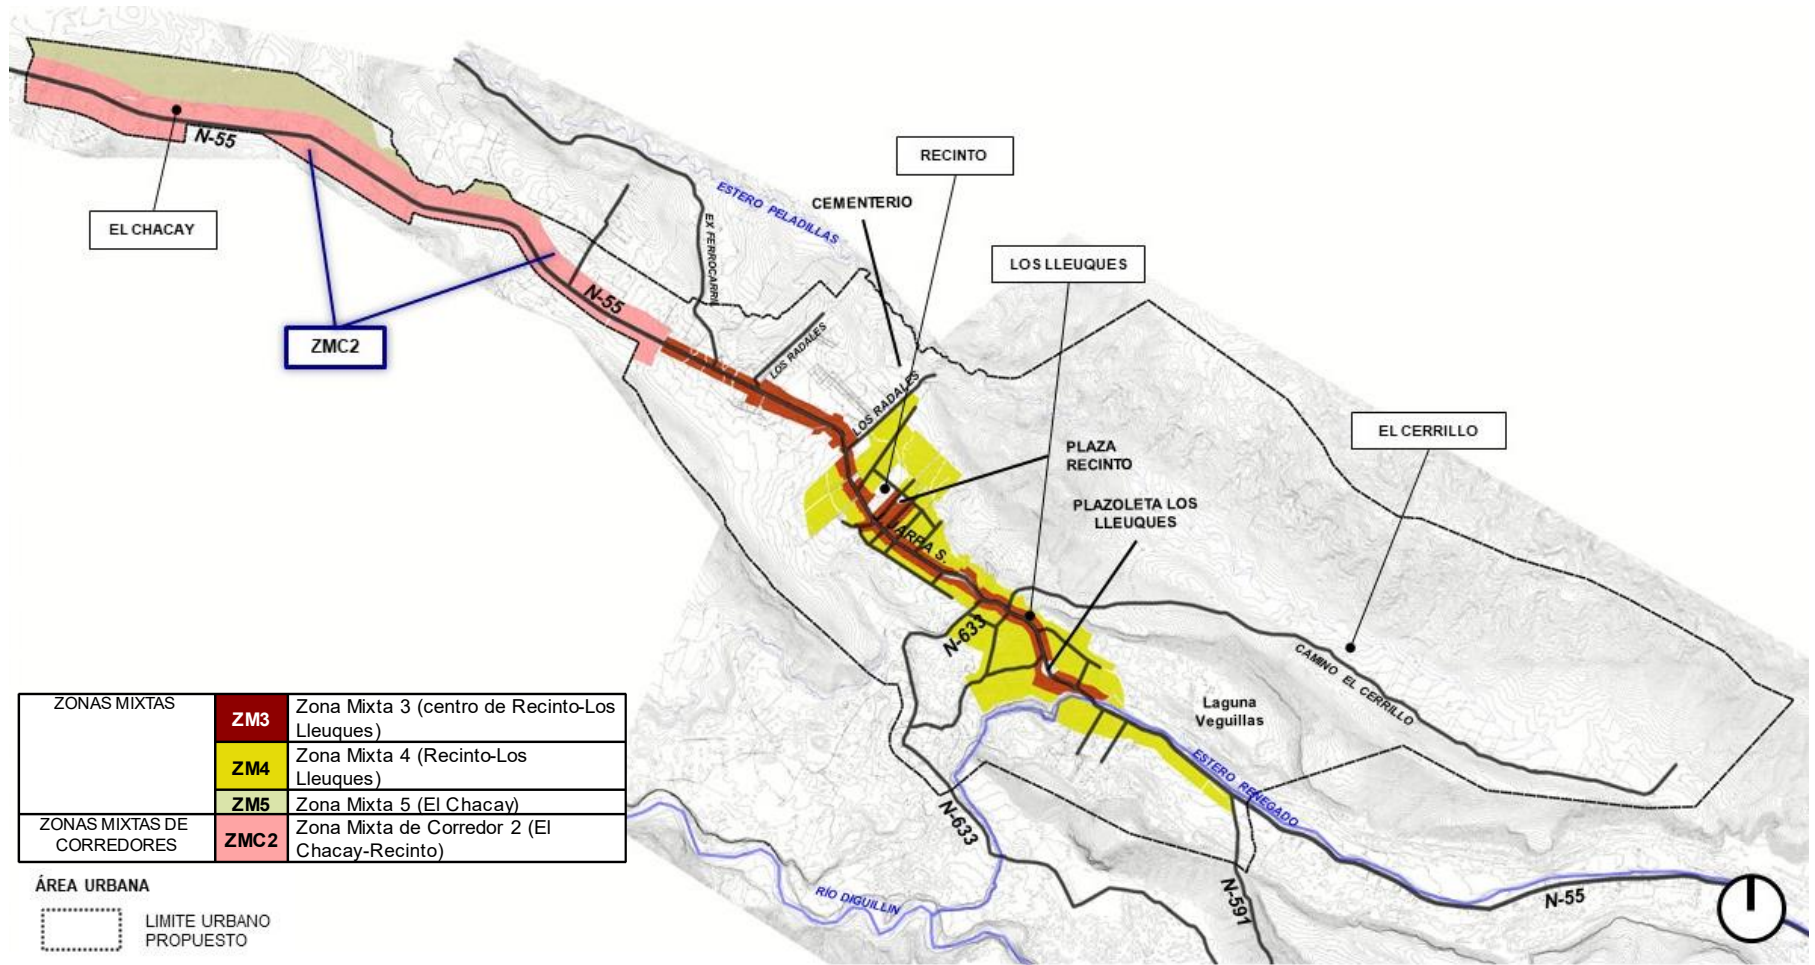 N-55
EL CHACAY
ZMC2
N-55
EX FERROCARRIL
ESTERO PELADILLAS
CEMENTERIO
RECINTO
LOS LLEUQUES
LOS RADALES
LOS RADALES
PLAZA
RECINTO
PLAZOLETA LOS
LLEUQUES
EL CERRILLO
N-633
CAMINO EL CERRILLO
Laguna
Veguillas
ESTERO RENEGADO
N-633
RÍO DIGUILLIN
N-591
N-55
ZONAS MIXTAS
ZM3
Zona Mixta 3 (centro de Recinto-Los
Lleuques)
ZM4
Zona Mixta 4 (Recinto-Los
Lleuques)
ZM5
Zona Mixta 5 (El Chacay)
ZONAS MIXTAS DE
CORREDORES
ZMC2
Zona Mixta de Corredor 2 (El
Chacay-Recinto)
ÁREA URBANA
LIMITE URBANO
PROPUESTO